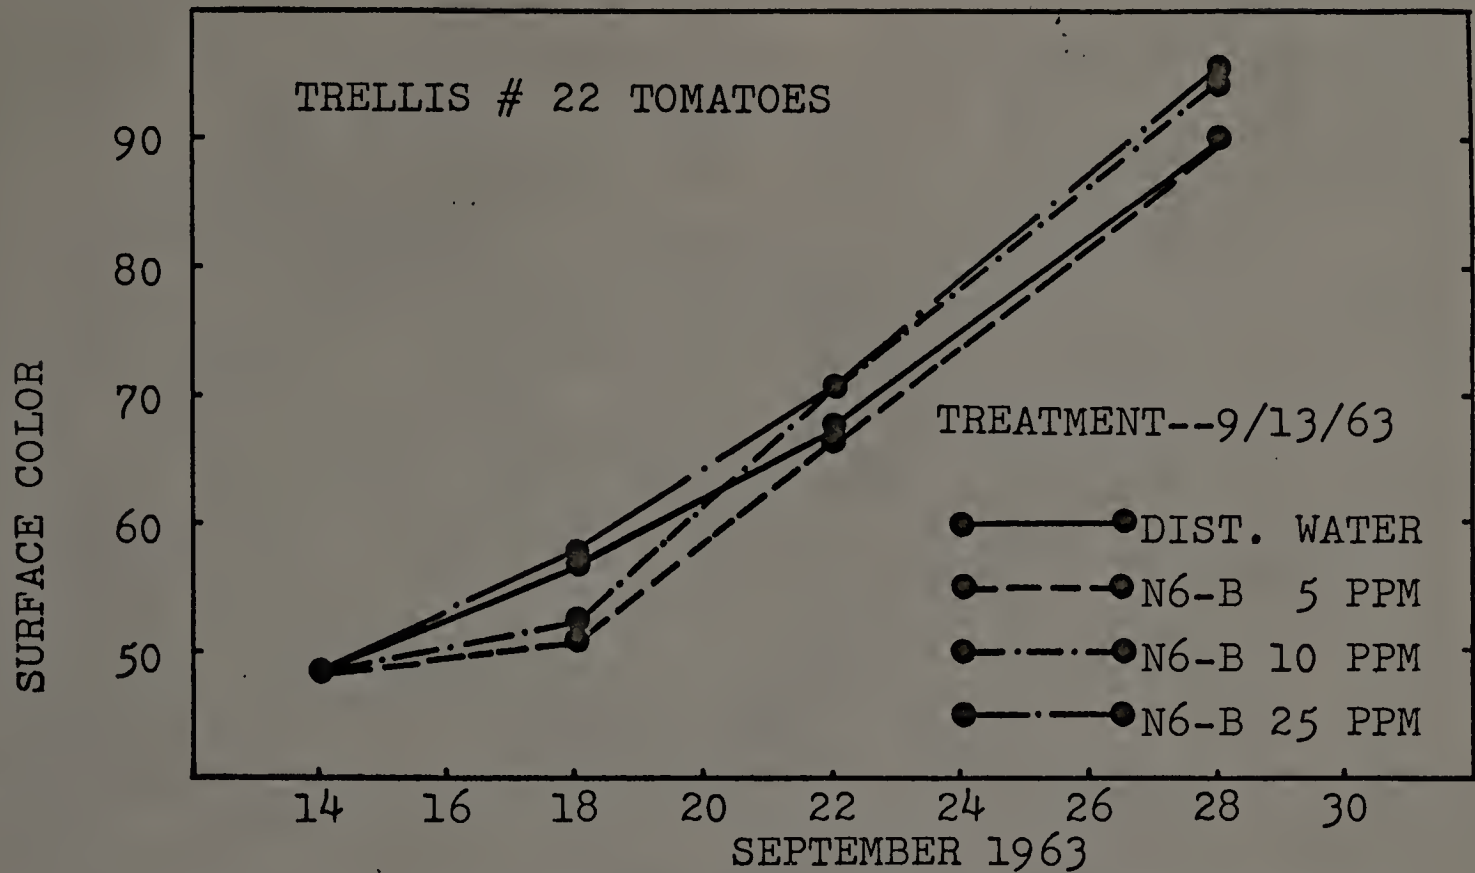 TRELLIS # 22 TOMATOES
90
80
70
60
50
SURFACE COLOR
TREATMENT--9/13/63
DIST. WATER
N6-B 5 PPM
N6-B 10 PPM
N6-B 25 PPM
14 16 18 20 22 24 26 28 30
SEPTEMBER 1963